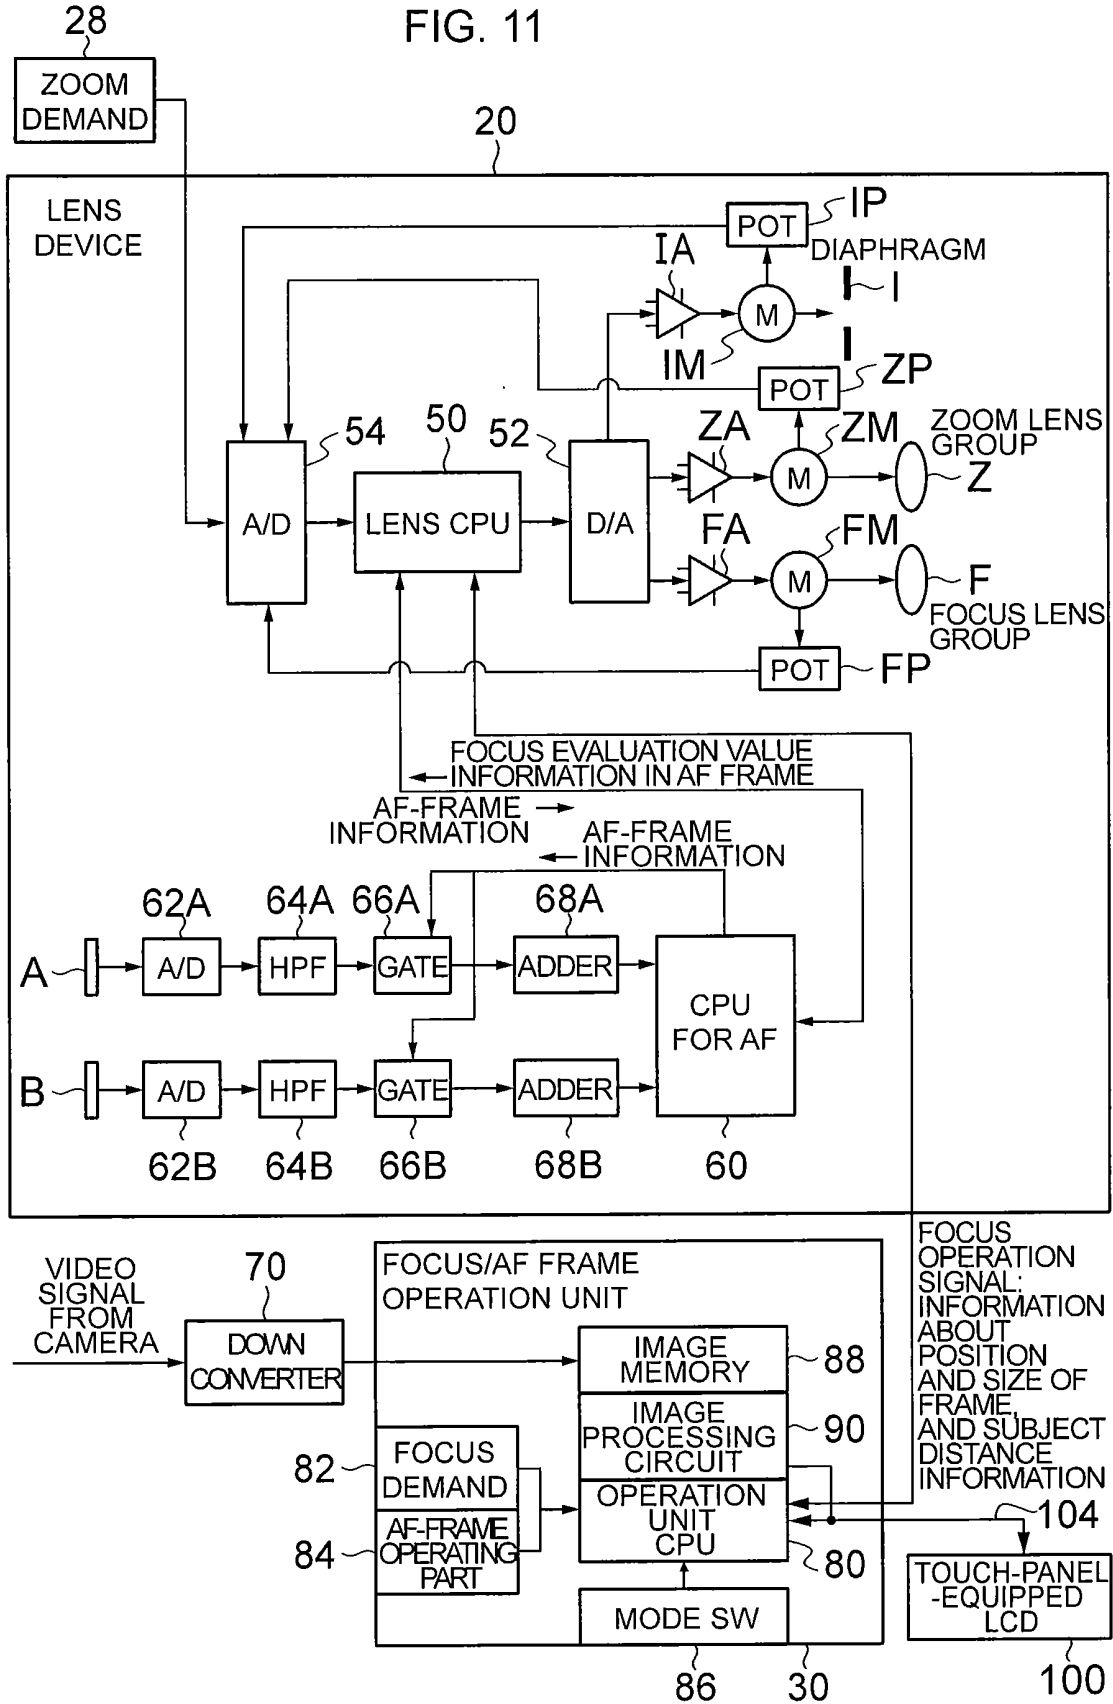 FIG. 11
28
ZOOM
DEMAND
20
LENS
DEVICE
POT
IP
DIAPHRAGM
IA
I
M
IM
POT
ZP
54
50
52
ZA
ZM
ZOOM LENS
GROUP
M
Z
A/D
LENS CPU
D/A
FA
FM
M
F
FOCUS LENS
GROUP
POT
FP
FOCUS EVALUATION VALUE
INFORMATION IN AF FRAME
AF-FRAME
INFORMATION
AF-FRAME
INFORMATION
62A
64A
66A
68A
A
A/D
HPF
GATE
ADDER
CPU
FOR AF
B
A/D
HPF
GATE
ADDER
62B
64B
66B
68B
60
VIDEO
SIGNAL
FROM
CAMERA
70
DOWN
CONVERTER
FOCUS/AF FRAME
OPERATION UNIT
FOCUS
OPERATION
SIGNAL:
INFORMATION
ABOUT
POSITION
AND SIZE OF
FRAME,
AND SUBJECT
DISTANCE
INFORMATION
IMAGE
MEMORY
88
IMAGE
PROCESSING
CIRCUIT
90
82
FOCUS
DEMAND
OPERATION
UNIT
CPU
80
84
AF-FRAME
OPERATING
PART
104
TOUCH-PANEL
-EQUIPPED
LCD
MODE SW
86
30
100